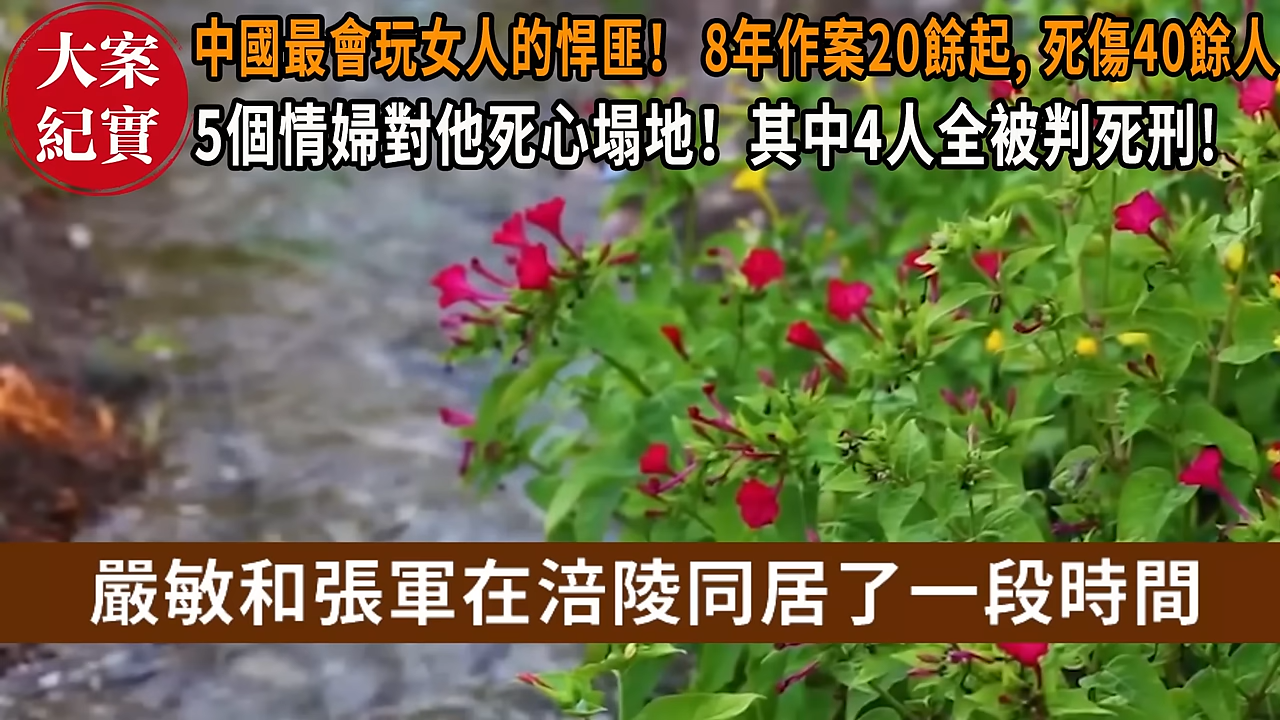 大案
紀實
中國最會玩女人的悍匪！ 8年作案20餘起，死傷40餘人
5個情婦對他死心塌地！其中4人全被判死刑！
嚴敏和張軍在涪陵同居了一段時間